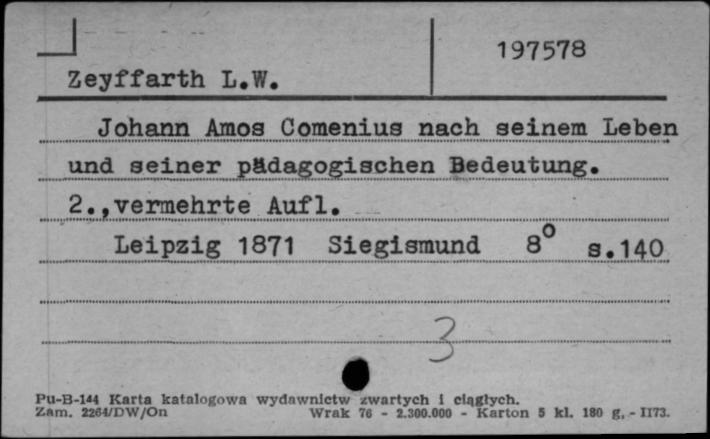 197578
Zeyffarth L.W.
Johann Amos Comenius nach seinem Leben
und seiner pädagogischen Bedeutung.
2.,vermehrte Aufl.
Leipzig 1871 Siegismund 8⁰ s.140
3
Pu-B-144 Karta katalogowa wydawnictw zwartych i ciągłych.
Zam. 2264/DW/On Wrak 76 - 2.300.000 - Karton 5 kl. 180 g, - II73.